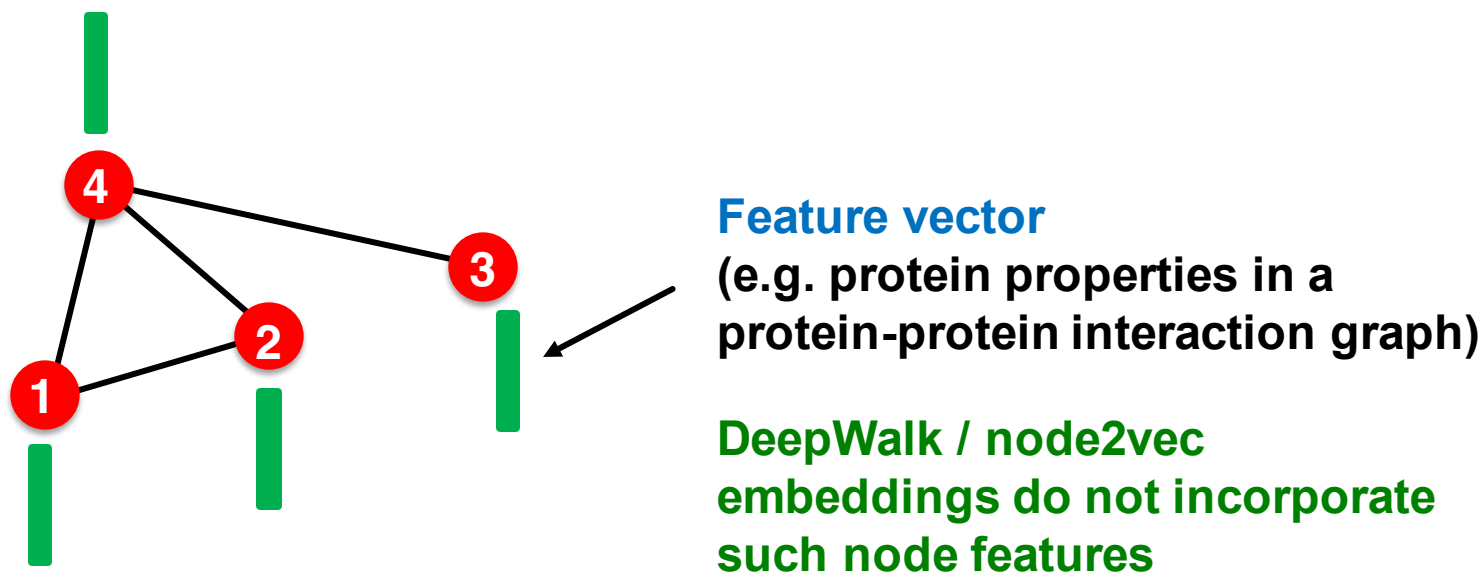 4
3
2
1
Feature vector
(e.g. protein properties in a
protein-protein interaction graph)
DeepWalk / node2vec
embeddings do not incorporate
such node features